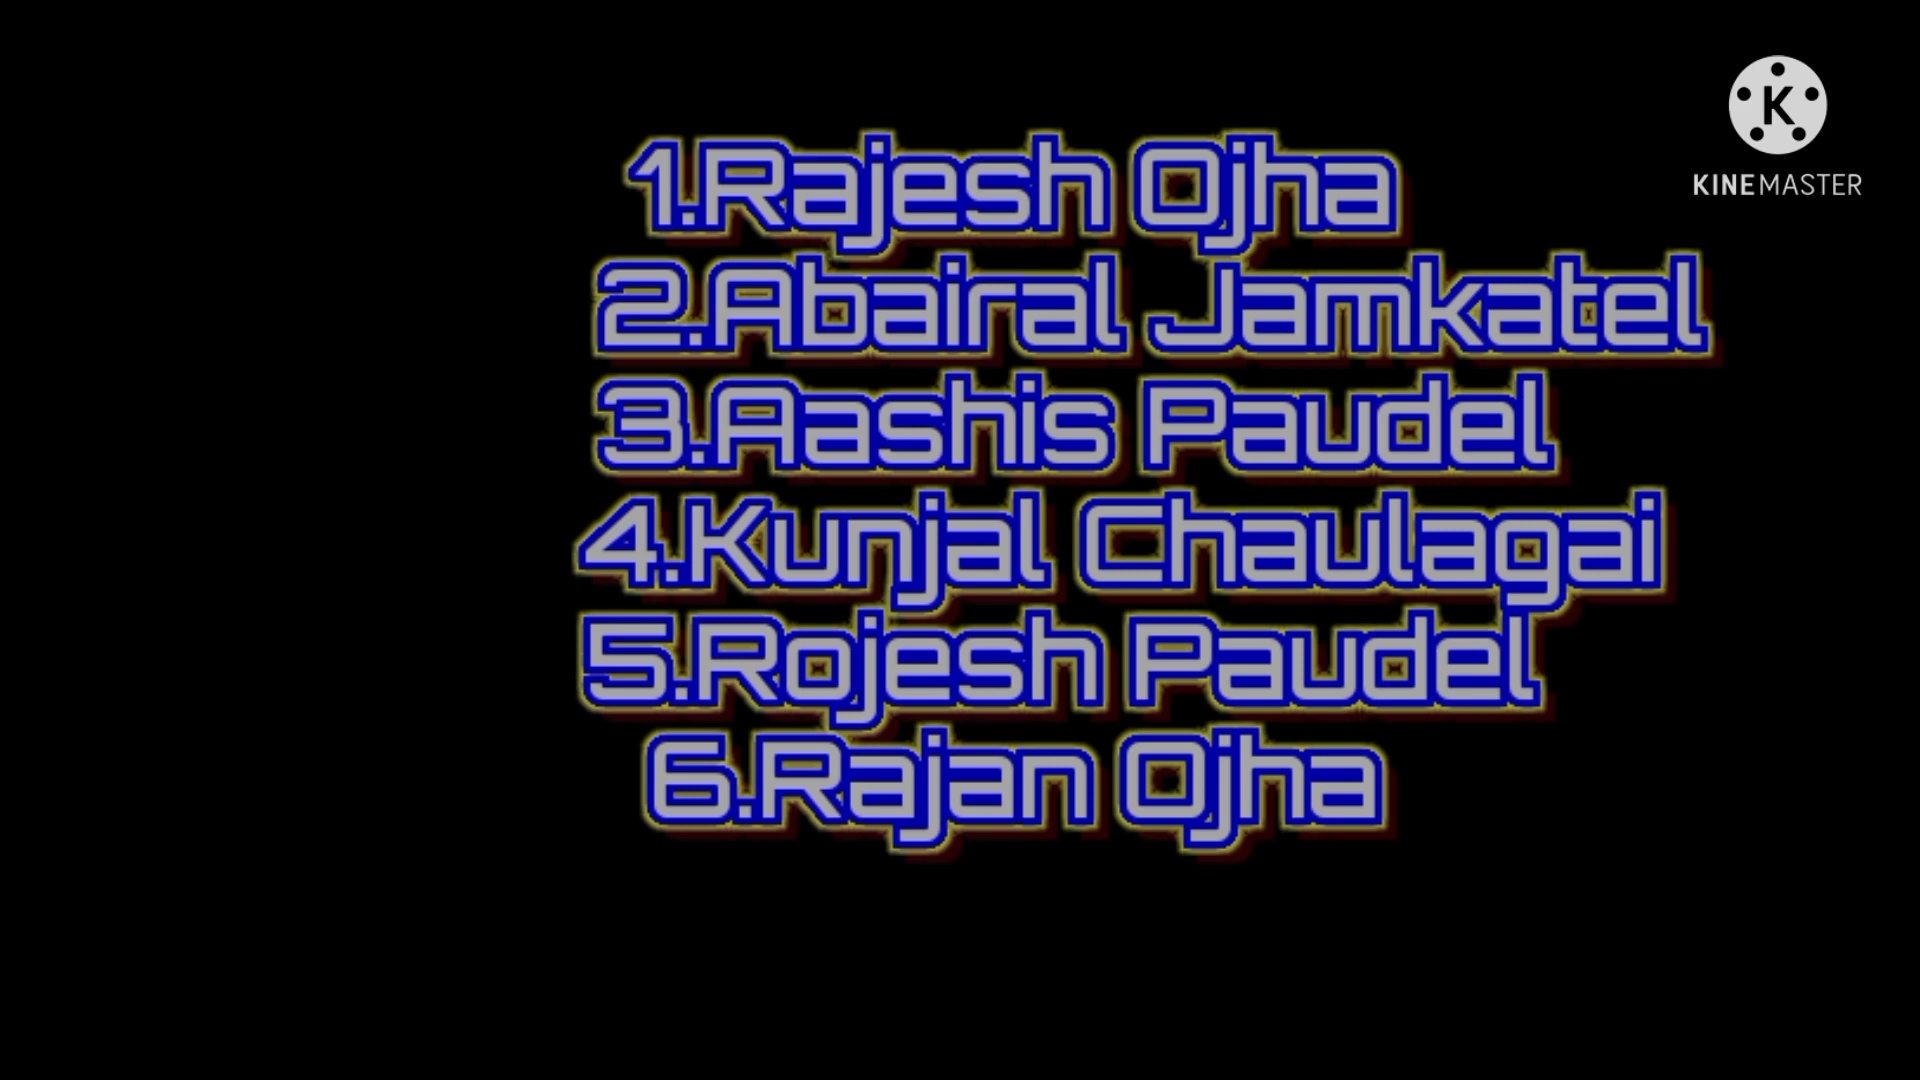 1.Rajesh Ojha
2.Abairal Jamkatel
3.Aashis Paudel
4.Kunjal Chaulagai
5.Rojesh Paudel
6.Rajan Ojha
K
KINEMASTER